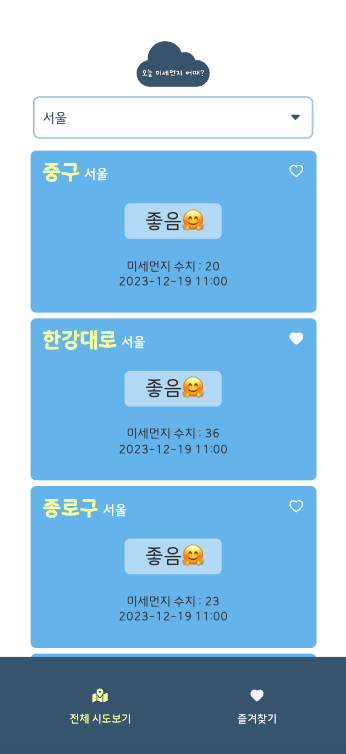 오늘 미세먼지 어때?
서울
중구 서울
좋음🤗
미세먼지 수치 : 20
2023-12-19 11:00
한강대로 서울
좋음🤗
미세먼지 수치 : 36
2023-12-19 11:00
종로구 서울
좋음🤗
미세먼지 수치 : 23
2023-12-19 11:00
전체 시도보기
즐겨찾기